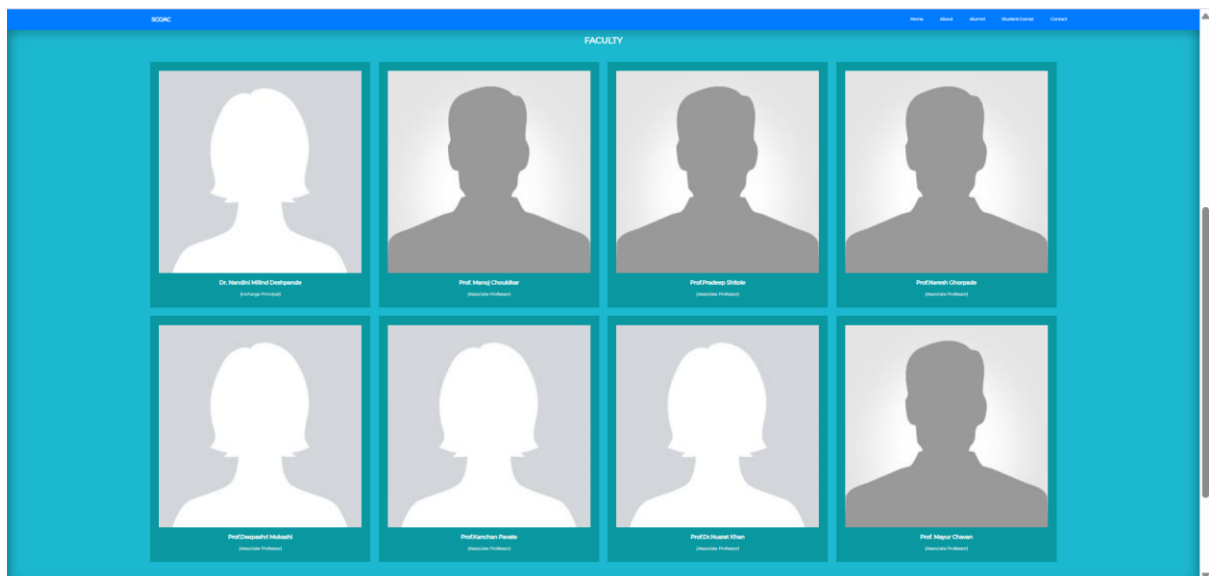 SCOAC
Home About Alumni Student Corner Contact
FACULTY
Dr. Nandini Milind Deshpande
(Incharge Principal)
Prof. Manoj Choukikar
(Associate Professor)
Prof.Pradeep Shitole
(Associate Professor)
Prof.Naresh Ghorpade
(Associate Professor)
Prof.Deepashri Mokashi
(Associate Professor)
Prof.Kanchan Pavate
(Associate Professor)
Prof.Dr.Nusrat Khan
(Associate Professor)
Prof. Mayur Chavan
(Associate Professor)